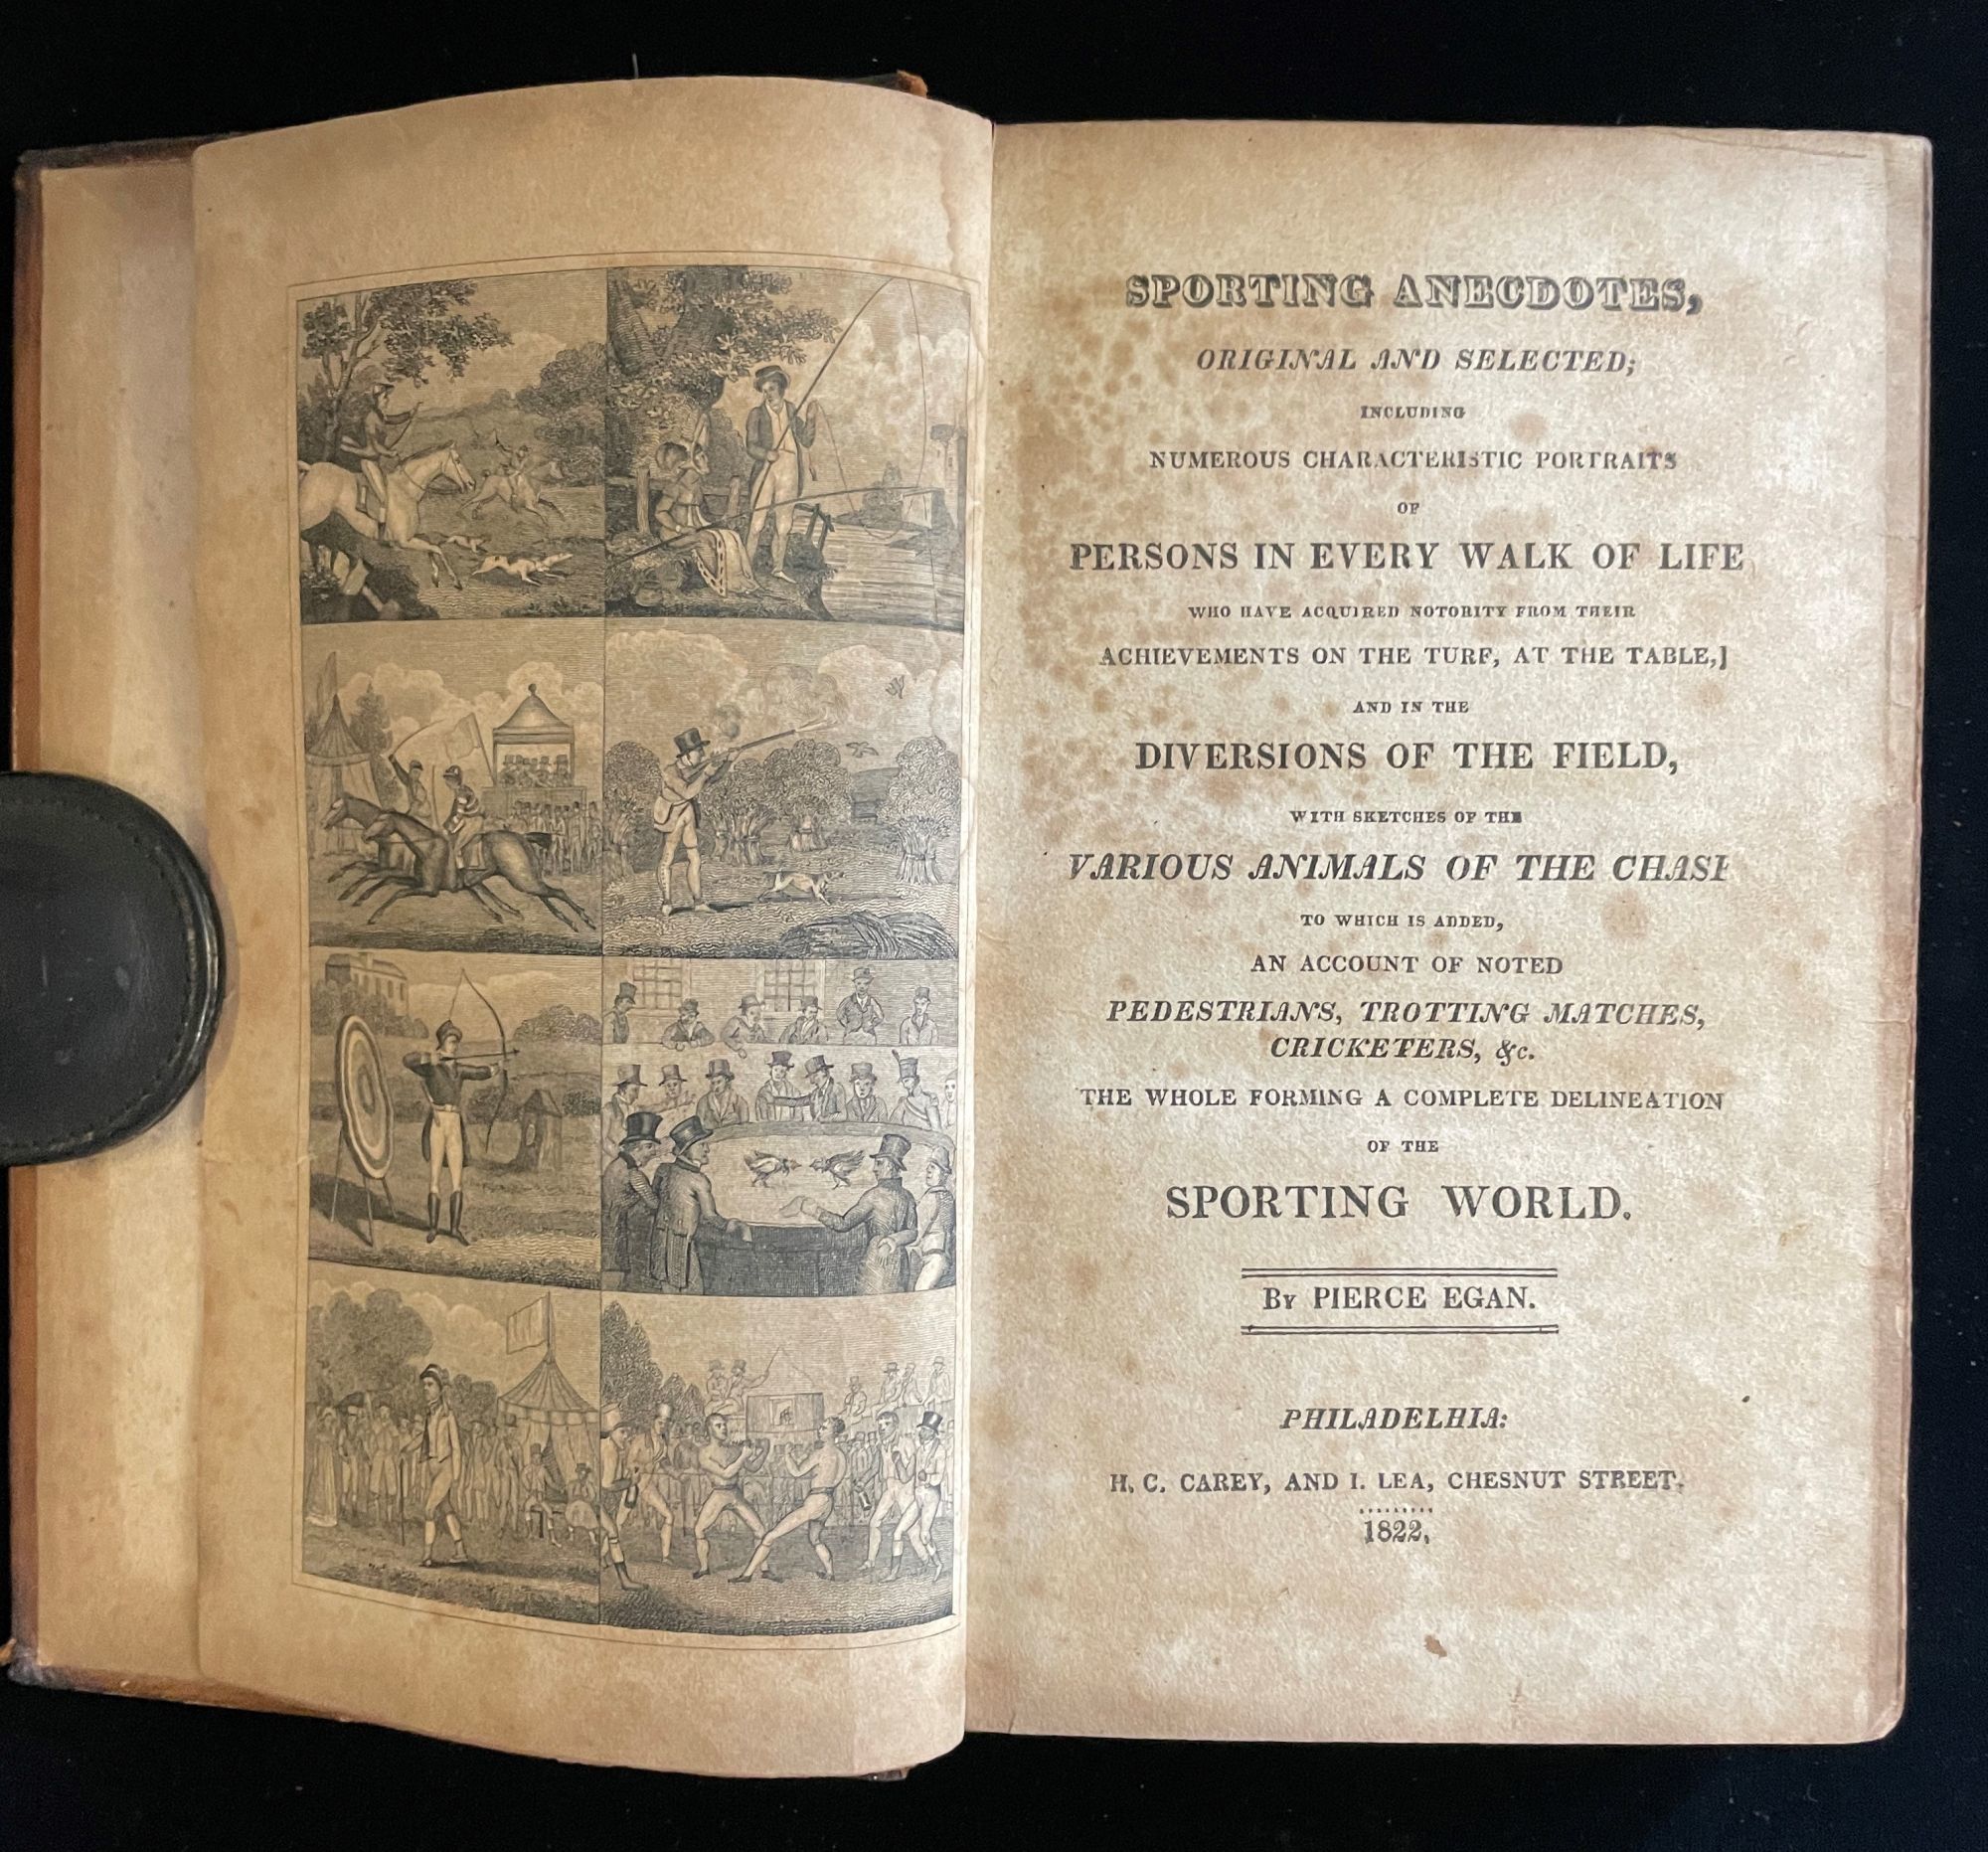 SPORTING ANECDOTES,
ORIGINAL AND SELECTED;
INCLUDING
NUMEROUS CHARACTERISTIC PORTRAITS
OF
PERSONS IN EVERY WALK OF LIFE
WHO HAVE ACQUIRED NOTORITY FROM THEIR
ACHIEVEMENTS ON THE TURF, AT THE TABLE,]
AND IN THE
DIVERSIONS OF THE FIELD,
WITH SKETCHES OF THE
VARIOUS ANIMALS OF THE CHASE
TO WHICH IS ADDED,
AN ACCOUNT OF NOTED
PEDESTRIANS, TROTTING MATCHES,
CRICKETERS, &c.
THE WHOLE FORMING A COMPLETE DELINEATION
OF THE
SPORTING WORLD.
By PIERCE EGAN.
PHILADELHIA:
H. C. CAREY, AND I. LEA, CHESNUT STREET.
1822,